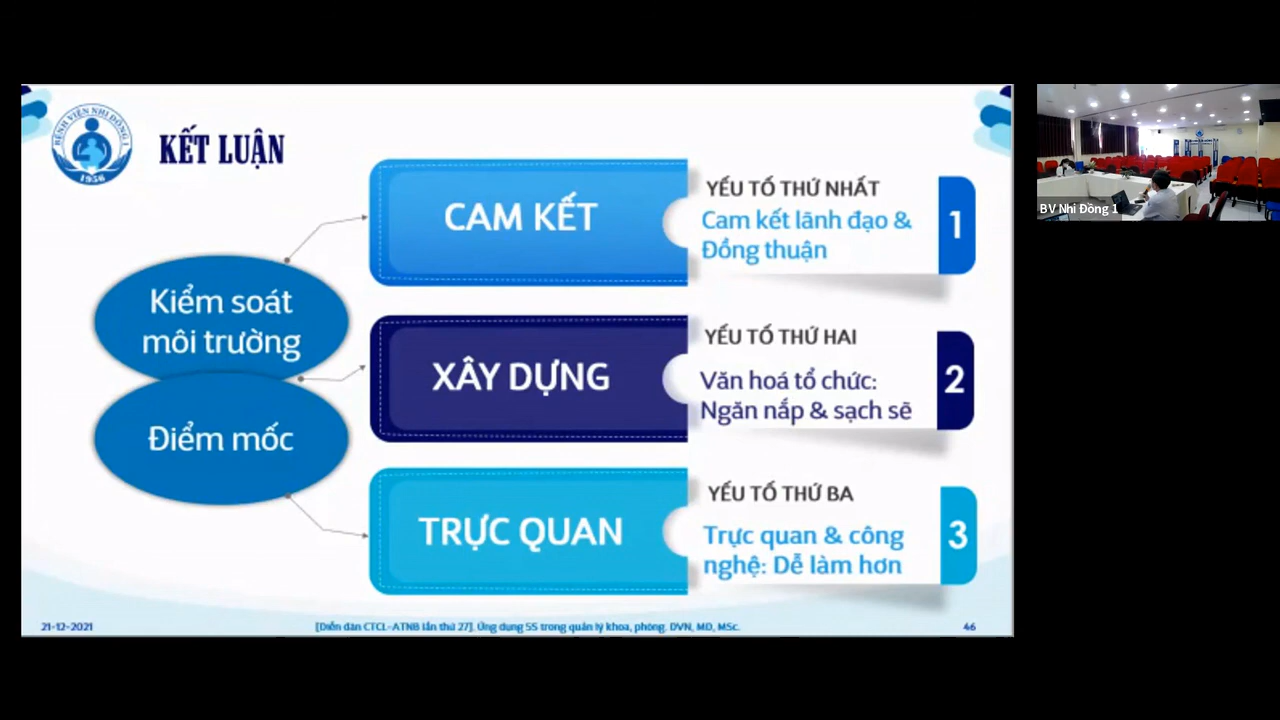 BỆNH VIỆN NHI ĐỒNG 1
1956
KẾT LUẬN
Kiểm soát
môi trường
Điểm mốc
CAM KẾT
YẾU TỐ THỨ NHẤT
Cam kết lãnh đạo &
Đồng thuận
1
XÂY DỰNG
YẾU TỐ THỨ HAI
Văn hoá tổ chức:
Ngăn nắp & sạch sẽ
2
TRỰC QUAN
YẾU TỐ THỨ BA
Trực quan & công
nghệ: Dễ làm hơn
3
21-12-2021
[Diễn đàn CTCL-ATNB lần thứ 27]. Ứng dụng 5S trong quản lý khoa, phòng. DVN, MD, MSc.
46
BV Nhi Đồng 1